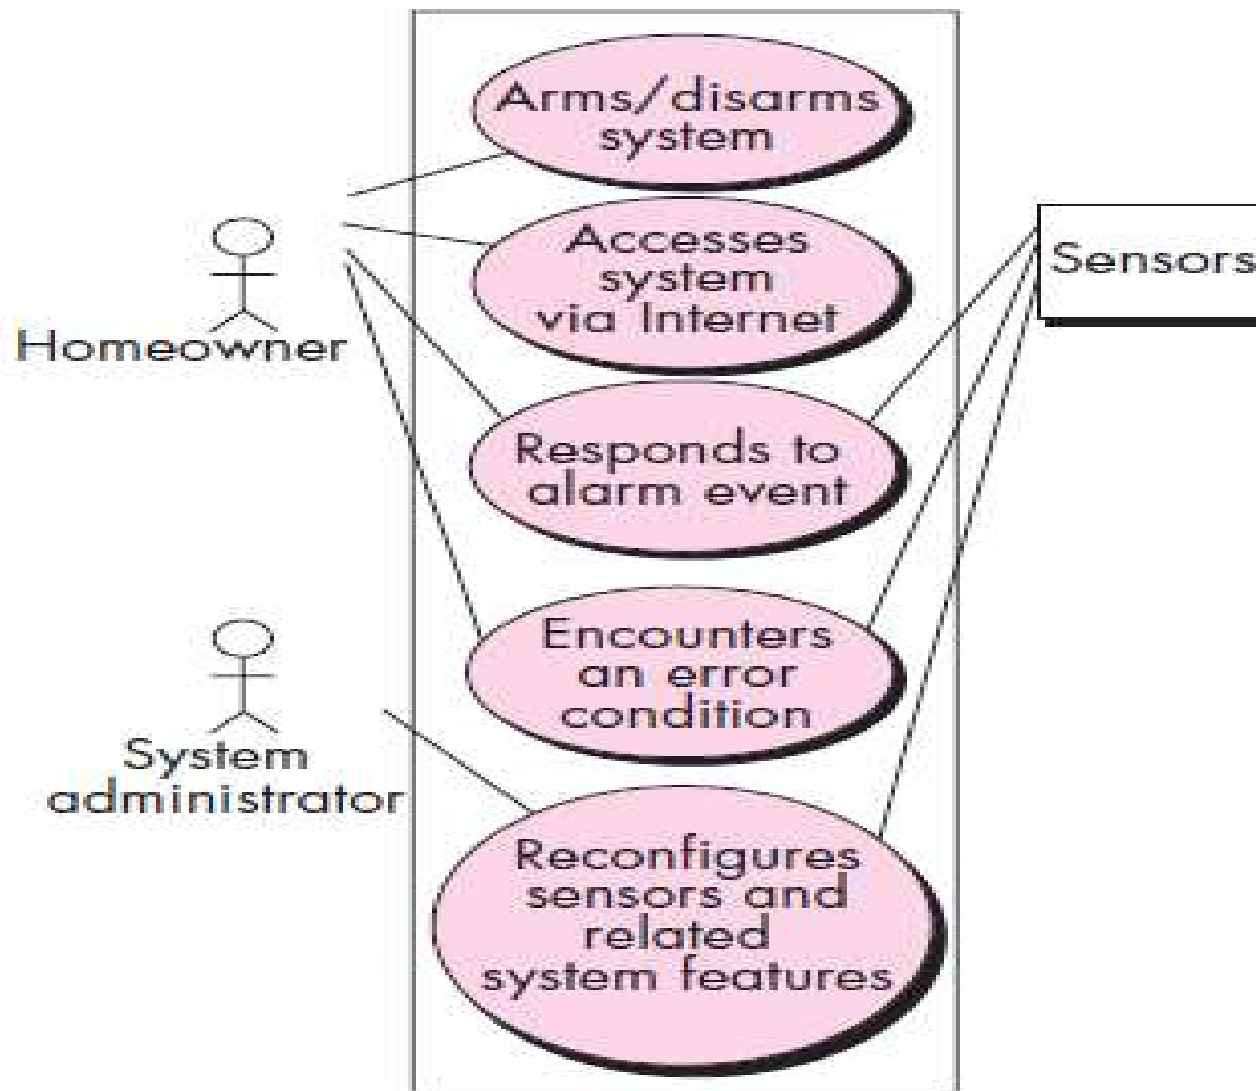 Arms/disarms
system
Accesses
system
via Internet
Sensors
Homeowner
Responds to
alarm event
Encounters
an error
condition
System
administrator
Reconfigures
sensors and
related
system features